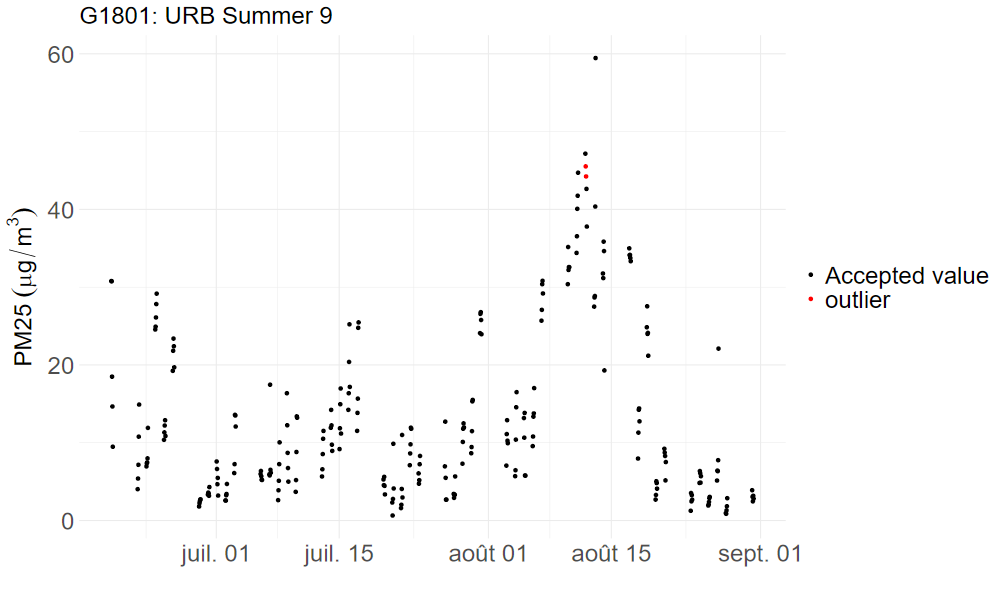 G1801: URB Summer 9
60
40
20
0
PM25 (μg/m³)
juil. 01
juil. 15
août 01
août 15
sept. 01
Accepted value
outlier